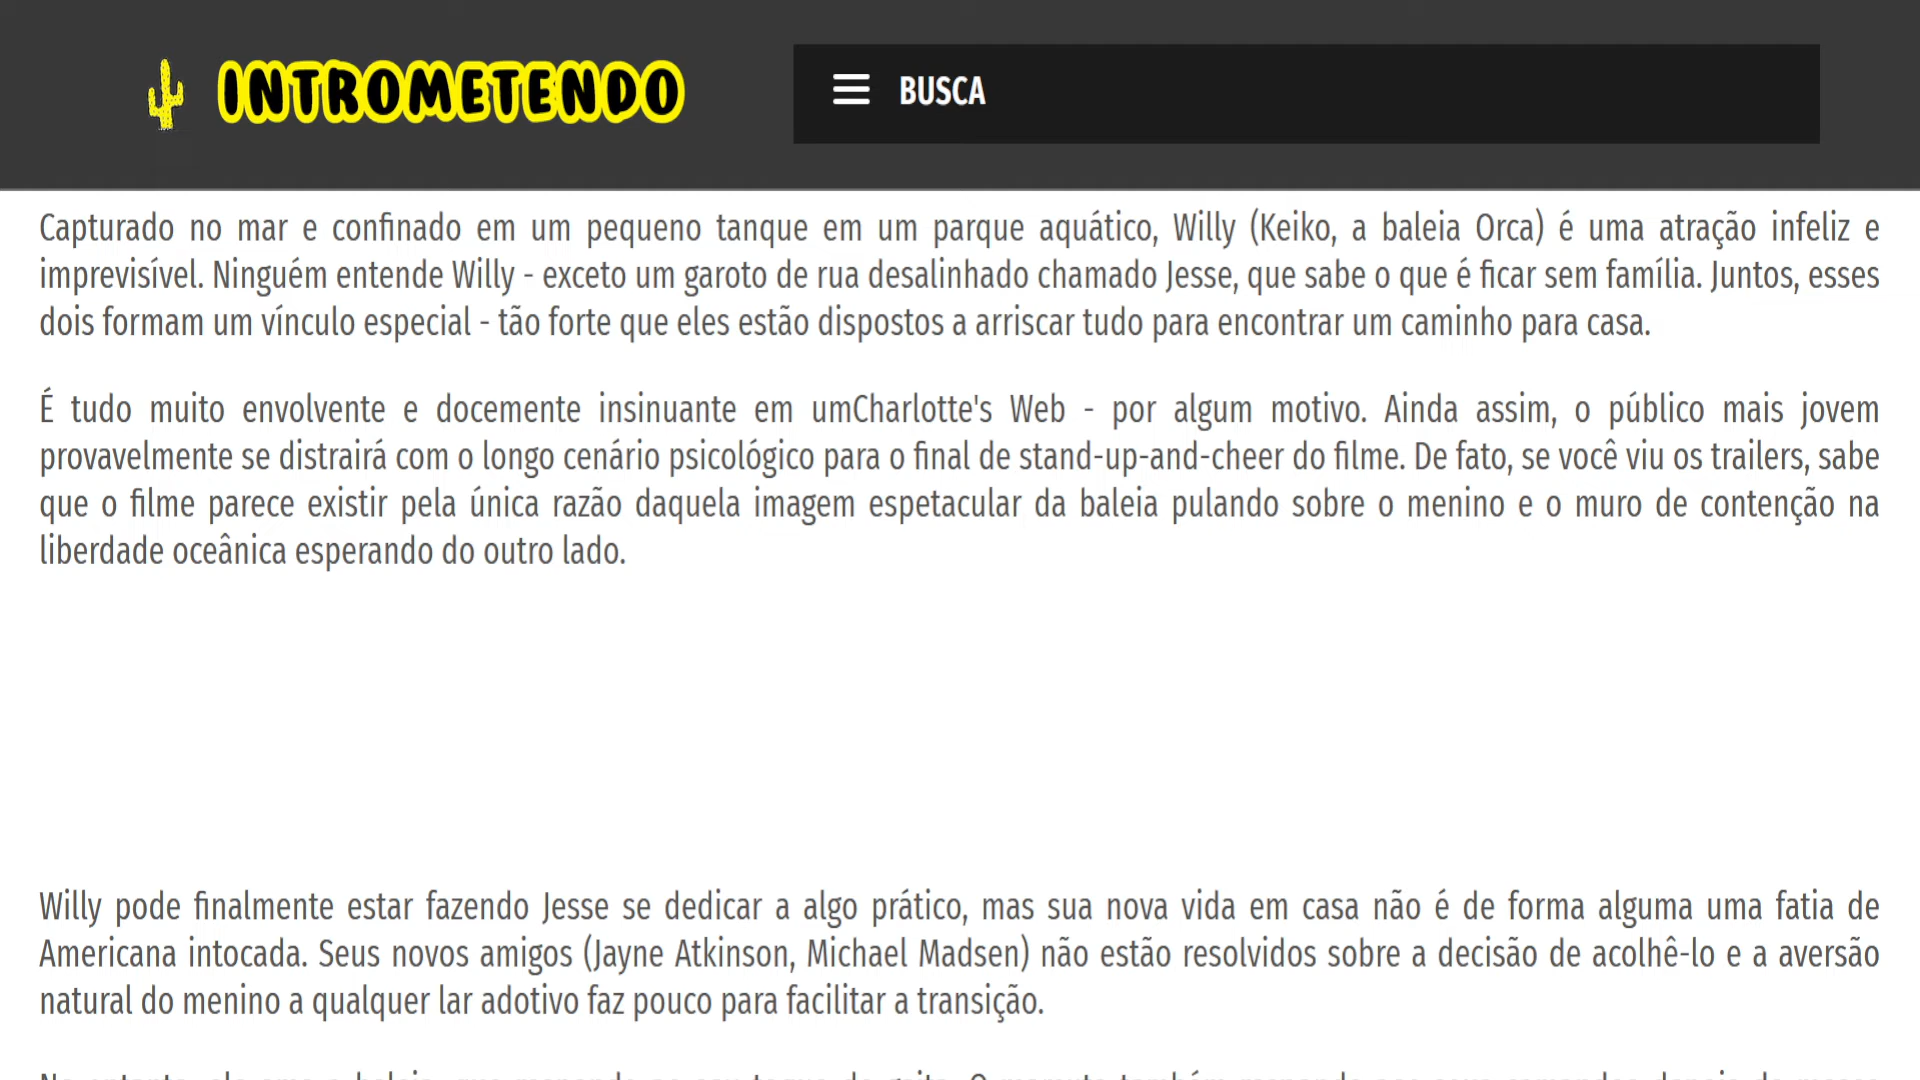 INTROMETENDO
BUSCA
Capturado no mar e confinado em um pequeno tanque em um parque aquático, Willy (Keiko, a baleia Orca) é uma atração infeliz e
imprevisível. Ninguém entende Willy - exceto um garoto de rua desalinhado chamado Jesse, que sabe o que é ficar sem família. Juntos, esses
dois formam um vínculo especial - tão forte que eles estão dispostos a arriscar tudo para encontrar um caminho para casa.
É tudo muito envolvente e docemente insinuante em umCharlotte's Web - por algum motivo. Ainda assim, o público mais jovem
provavelmente se distrairá com o longo cenário psicológico para o final de stand-up-and-cheer do filme. De fato, se você viu os trailers, sabe
que o filme parece existir pela única razão daquela imagem espetacular da baleia pulando sobre o menino e o muro de contenção na
liberdade oceânica esperando do outro lado.
Willy pode finalmente estar fazendo Jesse se dedicar a algo prático, mas sua nova vida em casa não é de forma alguma uma fatia de
Americana intocada. Seus novos amigos (Jayne Atkinson, Michael Madsen) não estão resolvidos sobre a decisão de acolhê-lo e a aversão
natural do menino a qualquer lar adotivo faz pouco para facilitar a transição.